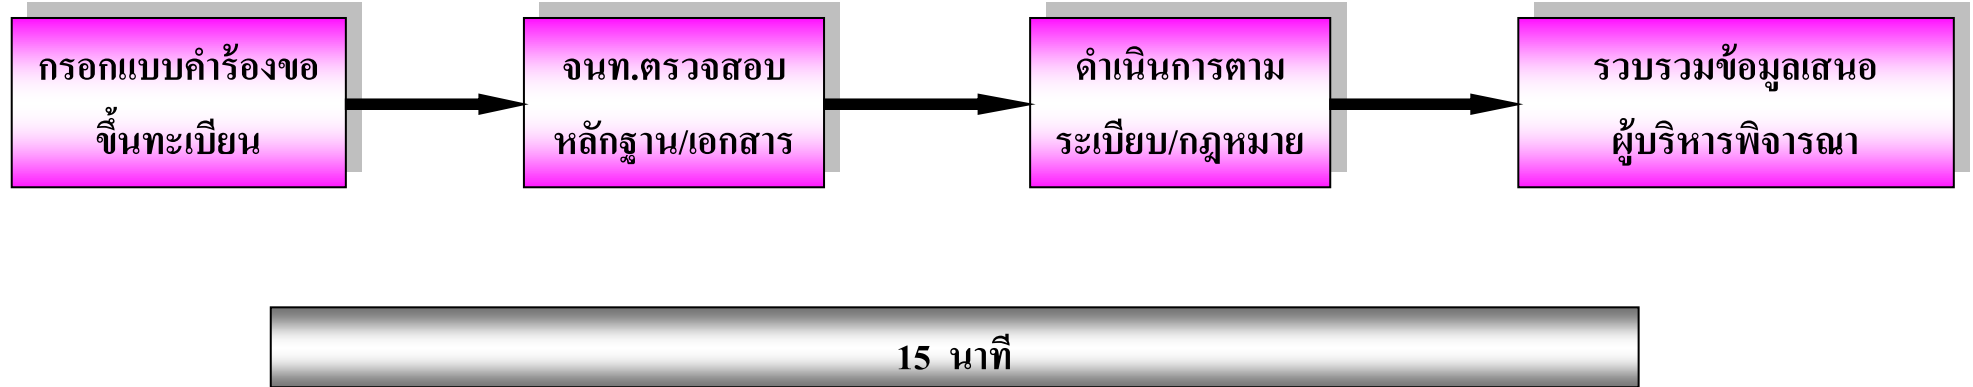 กรอกแบบคำร้องขอ
ขึ้นทะเบียน
จนท.ตรวจสอบ
หลักฐาน/เอกสาร
ดำเนินการตาม
ระเบียบ/กฎหมาย
รวบรวมข้อมูลเสนอ
ผู้บริหารพิจารณา
15 นาที